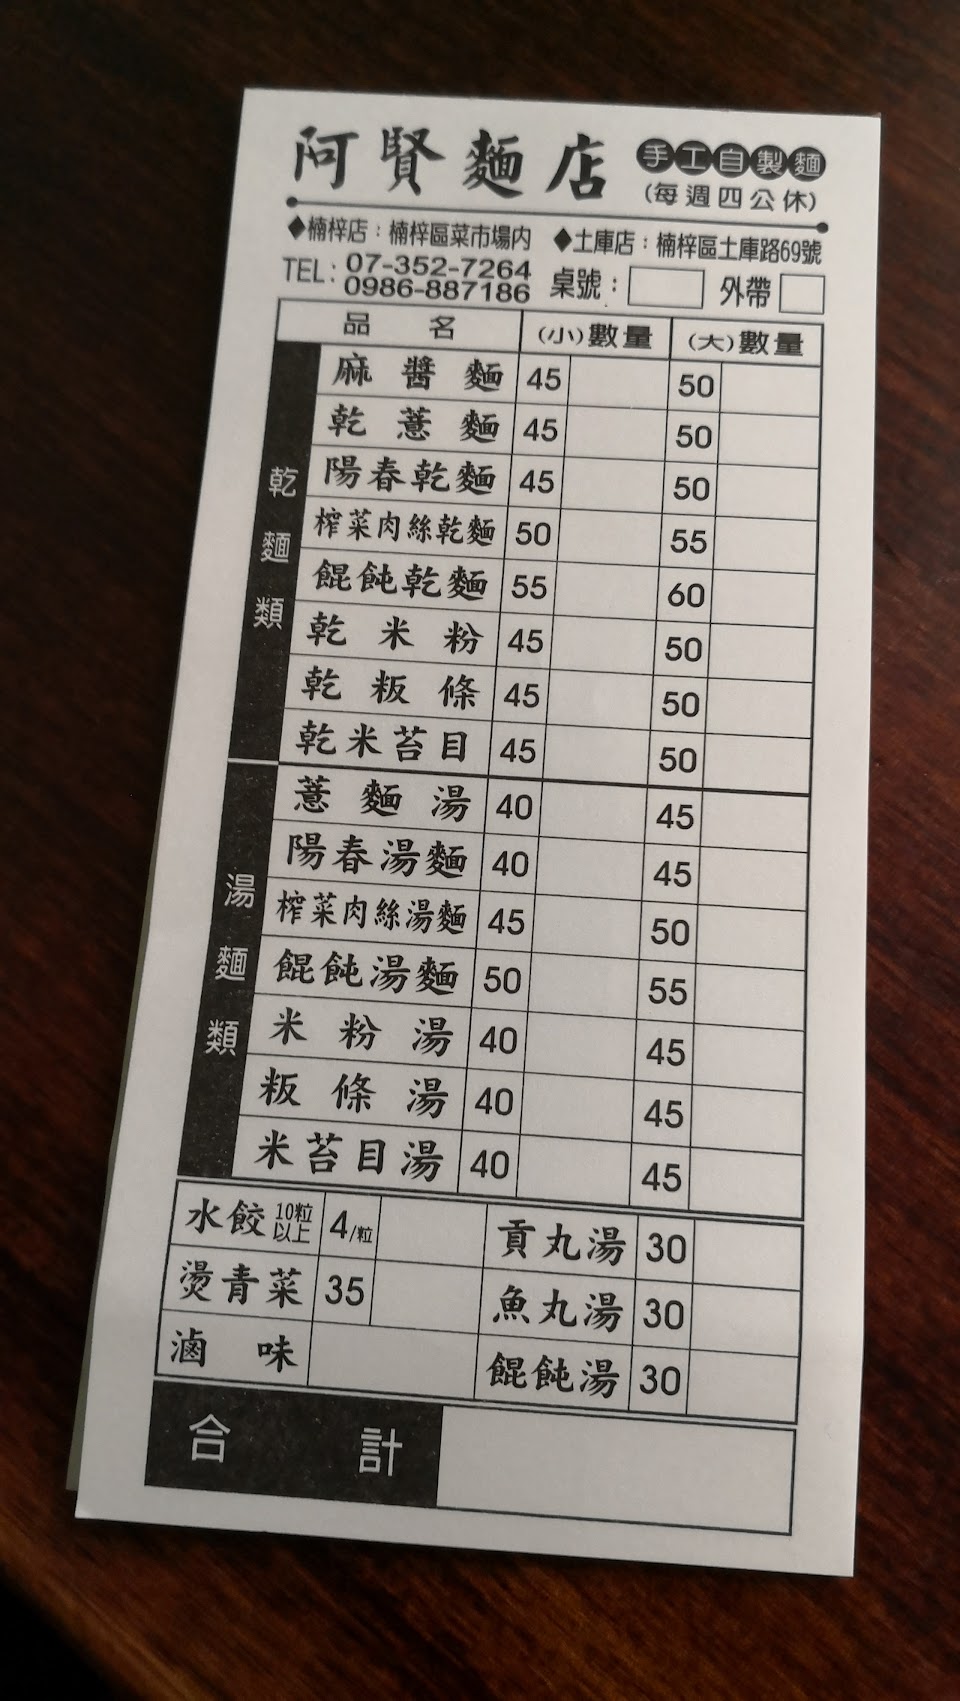 阿賢麵店 手工自製麵
(每週四公休)
◆楠梓店：楠梓區菜市場內 ◆土庫店：楠梓區土庫路69號
TEL: 07-352-7264
0986-887186 桌號： 外帶
品名 (小)數量 (大)數量
乾麵類
麻醬麵 45 50
乾薏麵 45 50
陽春乾麵 45 50
榨菜肉絲乾麵 50 55
餛飩乾麵 55 60
乾米粉 45 50
乾粄條 45 50
乾米苔目 45 50
湯麵類
薏麵湯 40 45
陽春湯麵 40 45
榨菜肉絲湯麵 45 50
餛飩湯麵 50 55
米粉湯 40 45
粄條湯 40 45
米苔目湯 40 45
水餃 10粒以上 4/粒 貢丸湯 30
燙青菜 35 魚丸湯 30
滷味 餛飩湯 30
合計